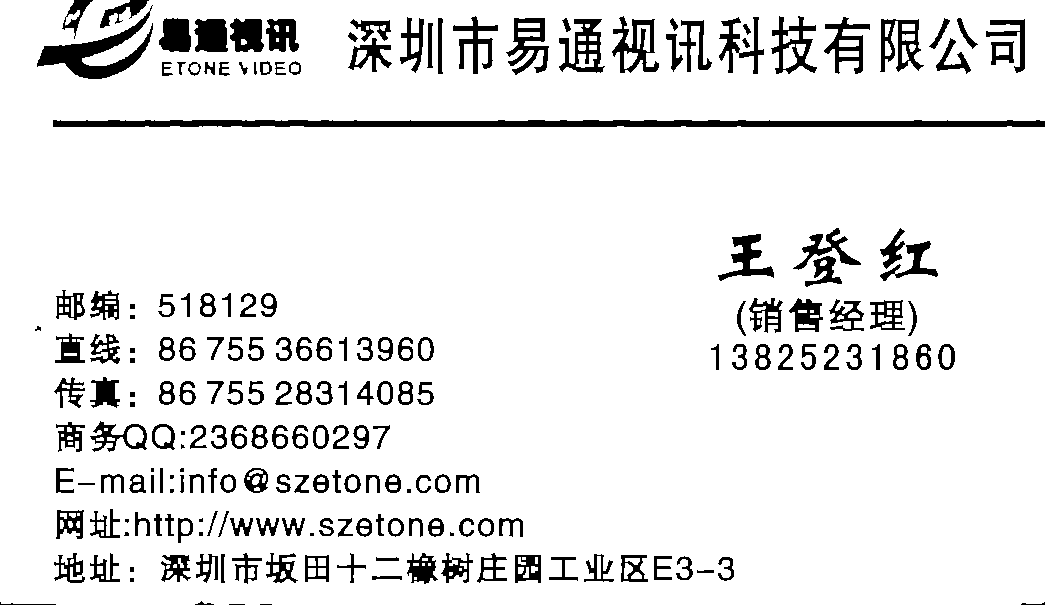 易通视讯
ETONE VIDEO
深圳市易通视讯科技有限公司
王登红
(销售经理)
13825231860
邮编：518129
直线：86 755 36613960
传真：86 755 28314085
商务QQ:2368660297
E-mail:info@szetone.com
网址:http://www.szetone.com
地址：深圳市坂田十二橡树庄园工业区E3-3